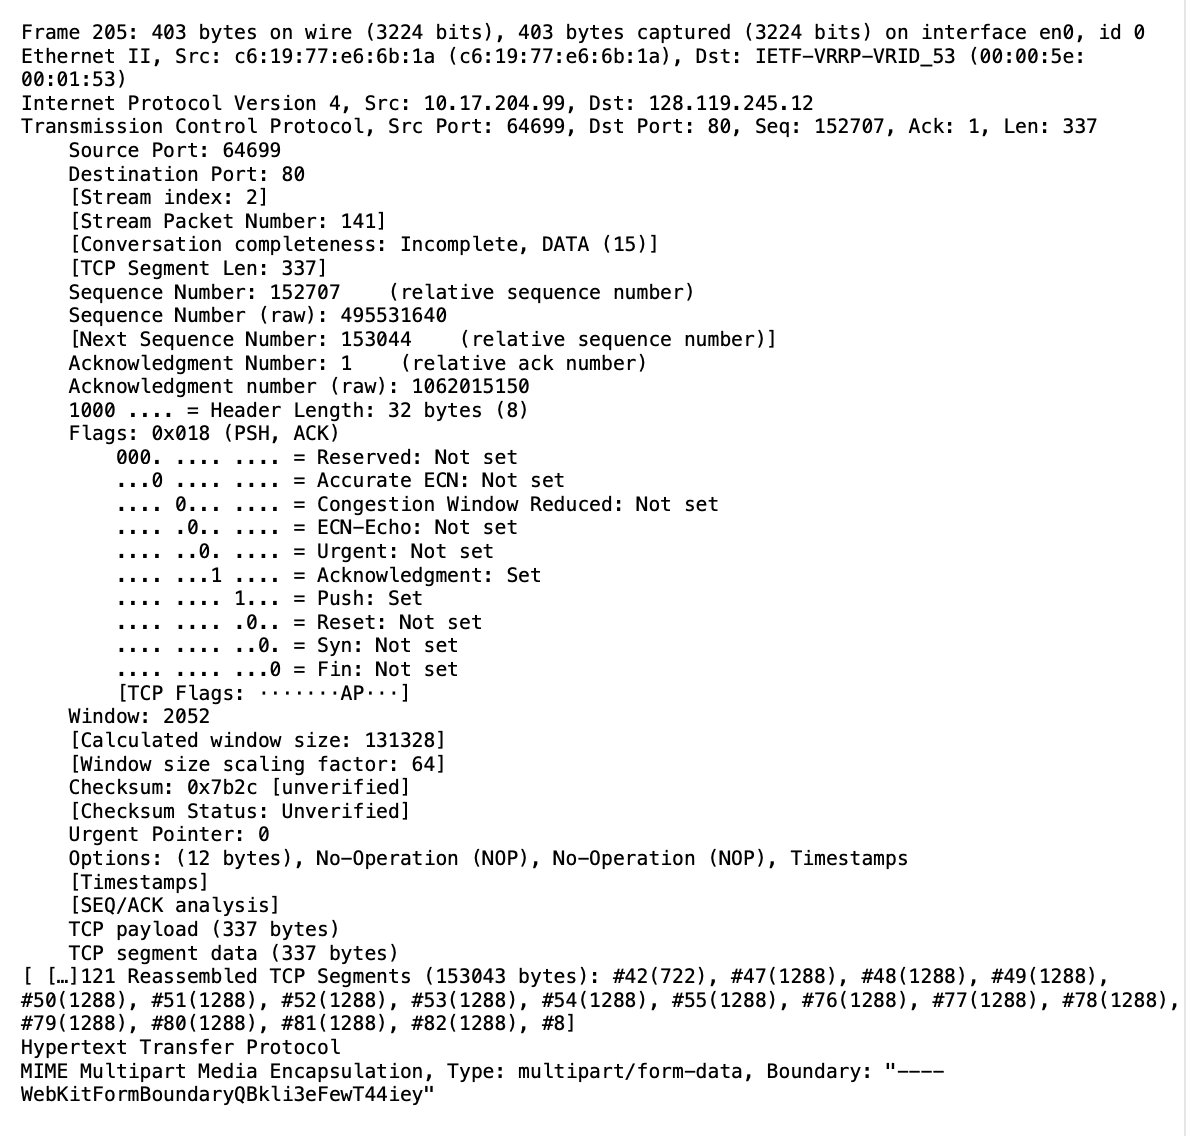 Frame 205: 403 bytes on wire (3224 bits), 403 bytes captured (3224 bits) on interface en0, id 0
Ethernet II, Src: c6:19:77:e6:6b:1a (c6:19:77:e6:6b:1a), Dst: IETF-VRRP-VRID_53 (00:00:5e:
00:01:53)
Internet Protocol Version 4, Src: 10.17.204.99, Dst: 128.119.245.12
Transmission Control Protocol, Src Port: 64699, Dst Port: 80, Seq: 152707, Ack: 1, Len: 337
    Source Port: 64699
    Destination Port: 80
    [Stream index: 2]
    [Stream Packet Number: 141]
    [Conversation completeness: Incomplete, DATA (15)]
    [TCP Segment Len: 337]
    Sequence Number: 152707    (relative sequence number)
    Sequence Number (raw): 495531640
    [Next Sequence Number: 153044    (relative sequence number)]
    Acknowledgment Number: 1    (relative ack number)
    Acknowledgment number (raw): 1062015150
    1000 .... = Header Length: 32 bytes (8)
    Flags: 0x018 (PSH, ACK)
        000. .... .... = Reserved: Not set
        ...0 .... .... = Accurate ECN: Not set
        .... 0... .... = Congestion Window Reduced: Not set
        .... .0.. .... = ECN-Echo: Not set
        .... ..0. .... = Urgent: Not set
        .... ...1 .... = Acknowledgment: Set
        .... .... 1... = Push: Set
        .... .... .0.. = Reset: Not set
        .... .... ..0. = Syn: Not set
        .... .... ...0 = Fin: Not set
        [TCP Flags: ·······AP···]
    Window: 2052
    [Calculated window size: 131328]
    [Window size scaling factor: 64]
    Checksum: 0x7b2c [unverified]
    [Checksum Status: Unverified]
    Urgent Pointer: 0
    Options: (12 bytes), No-Operation (NOP), No-Operation (NOP), Timestamps
    [Timestamps]
    [SEQ/ACK analysis]
    TCP payload (337 bytes)
    TCP segment data (337 bytes)
[ […]121 Reassembled TCP Segments (153043 bytes): #42(722), #47(1288), #48(1288), #49(1288),
#50(1288), #51(1288), #52(1288), #53(1288), #54(1288), #55(1288), #76(1288), #77(1288), #78(1288),
#79(1288), #80(1288), #81(1288), #82(1288), #8]
Hypertext Transfer Protocol
MIME Multipart Media Encapsulation, Type: multipart/form-data, Boundary: "----
WebKitFormBoundaryQBkli3eFewT44iey"